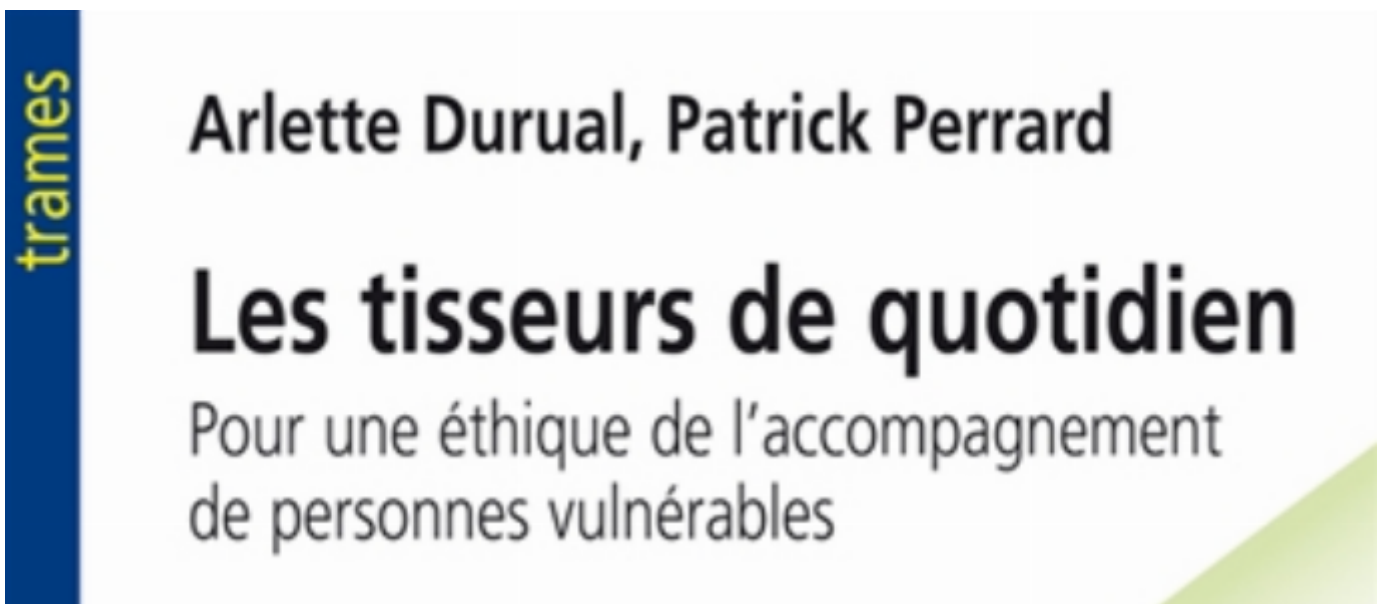 trames
Arlette Durual, Patrick Perrard
Les tisseurs de quotidien
Pour une éthique de l'accompagnement
de personnes vulnérables